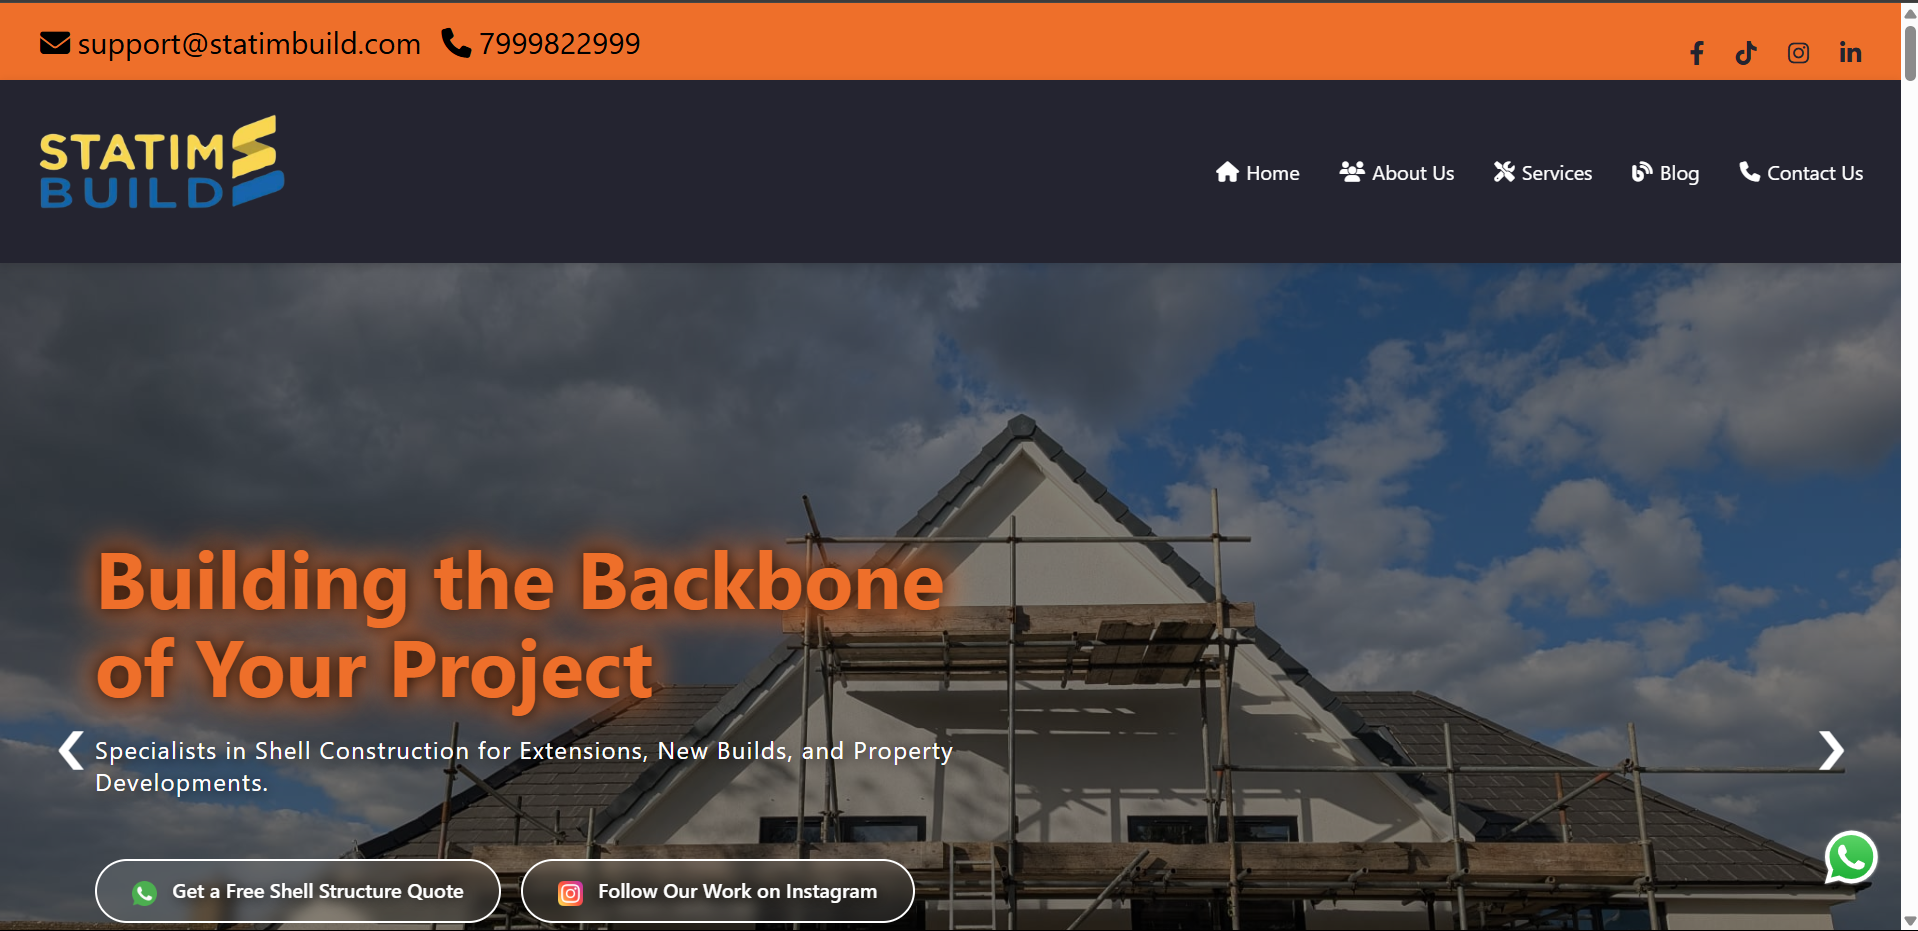 support@statimbuild.com 7999822999
STATIM
BUILD
Home About Us Services Blog Contact Us
Building the Backbone
of Your Project
Specialists in Shell Construction for Extensions, New Builds, and Property
Developments.
Get a Free Shell Structure Quote Follow Our Work on Instagram